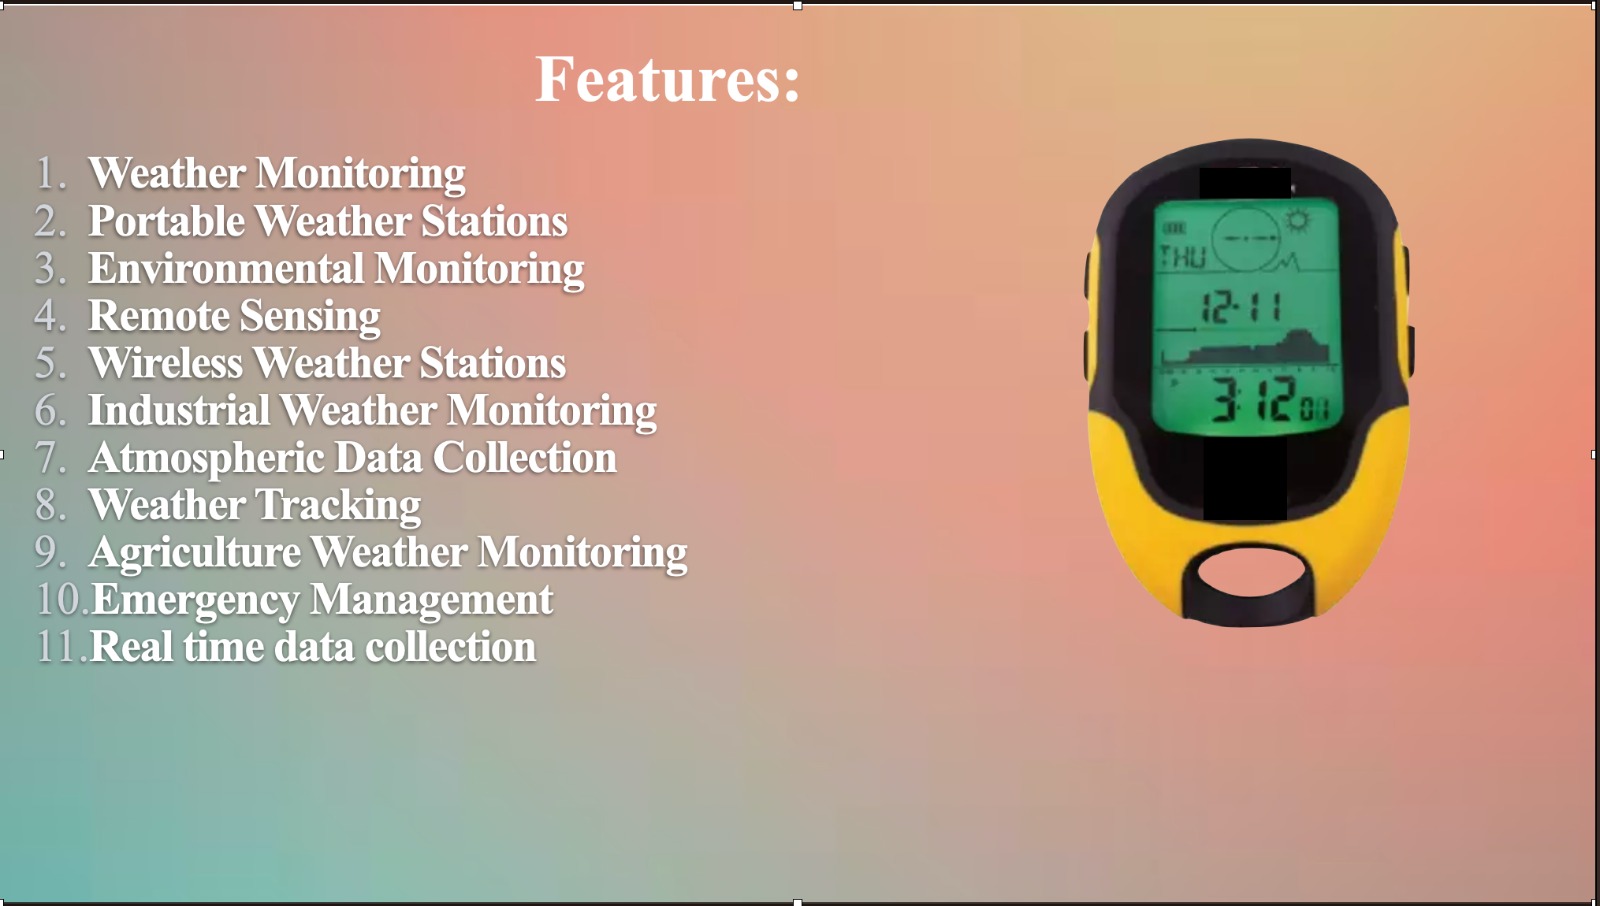 Features:
1. Weather Monitoring
2. Portable Weather Stations
3. Environmental Monitoring
4. Remote Sensing
5. Wireless Weather Stations
6. Industrial Weather Monitoring
7. Atmospheric Data Collection
8. Weather Tracking
9. Agriculture Weather Monitoring
10.Emergency Management
11.Real time data collection
THU
12-11
P
3:12 01